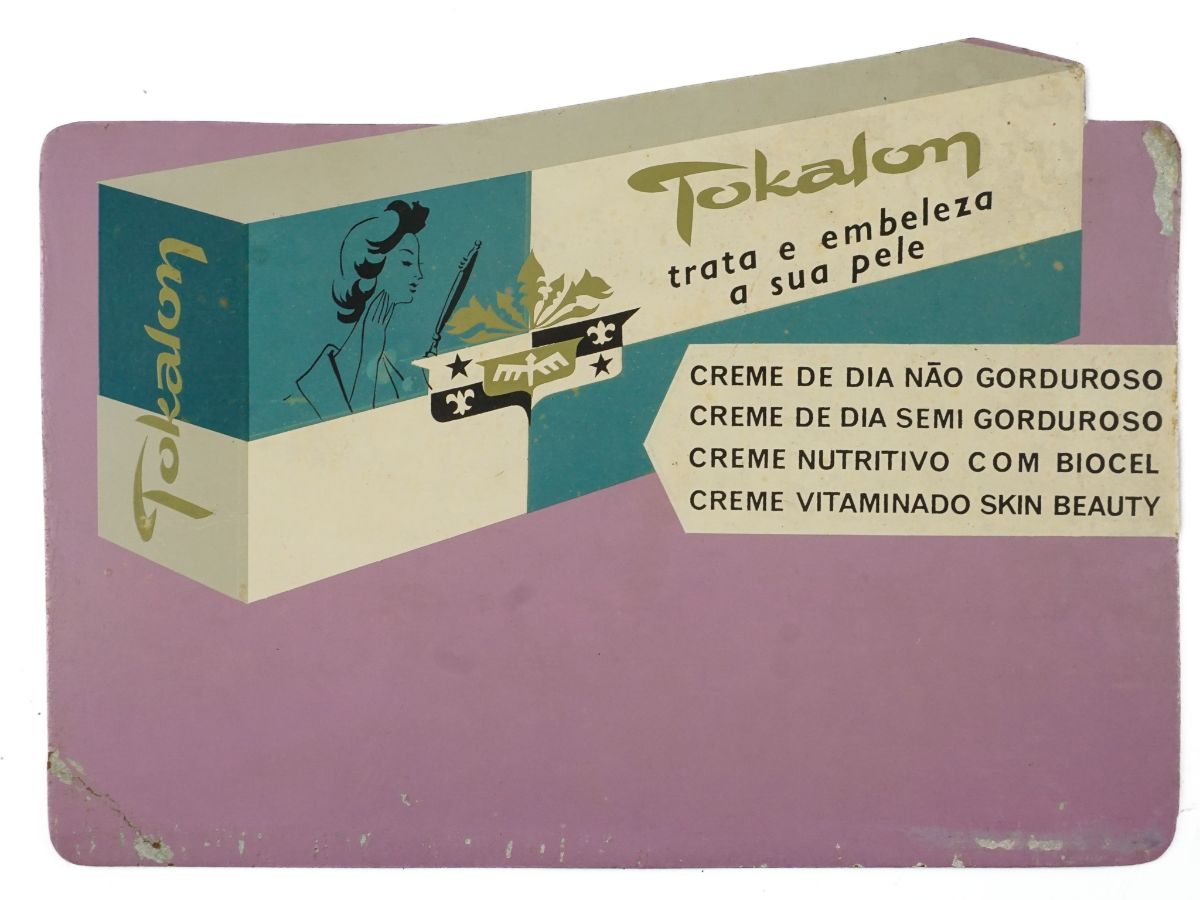 Tokalon
Tokalon
trata e embeleza
a sua pele
CREME DE DIA NÃO GORDUROSO
CREME DE DIA SEMI GORDUROSO
CREME NUTRITIVO COM BIOCEL
CREME VITAMINADO SKIN BEAUTY